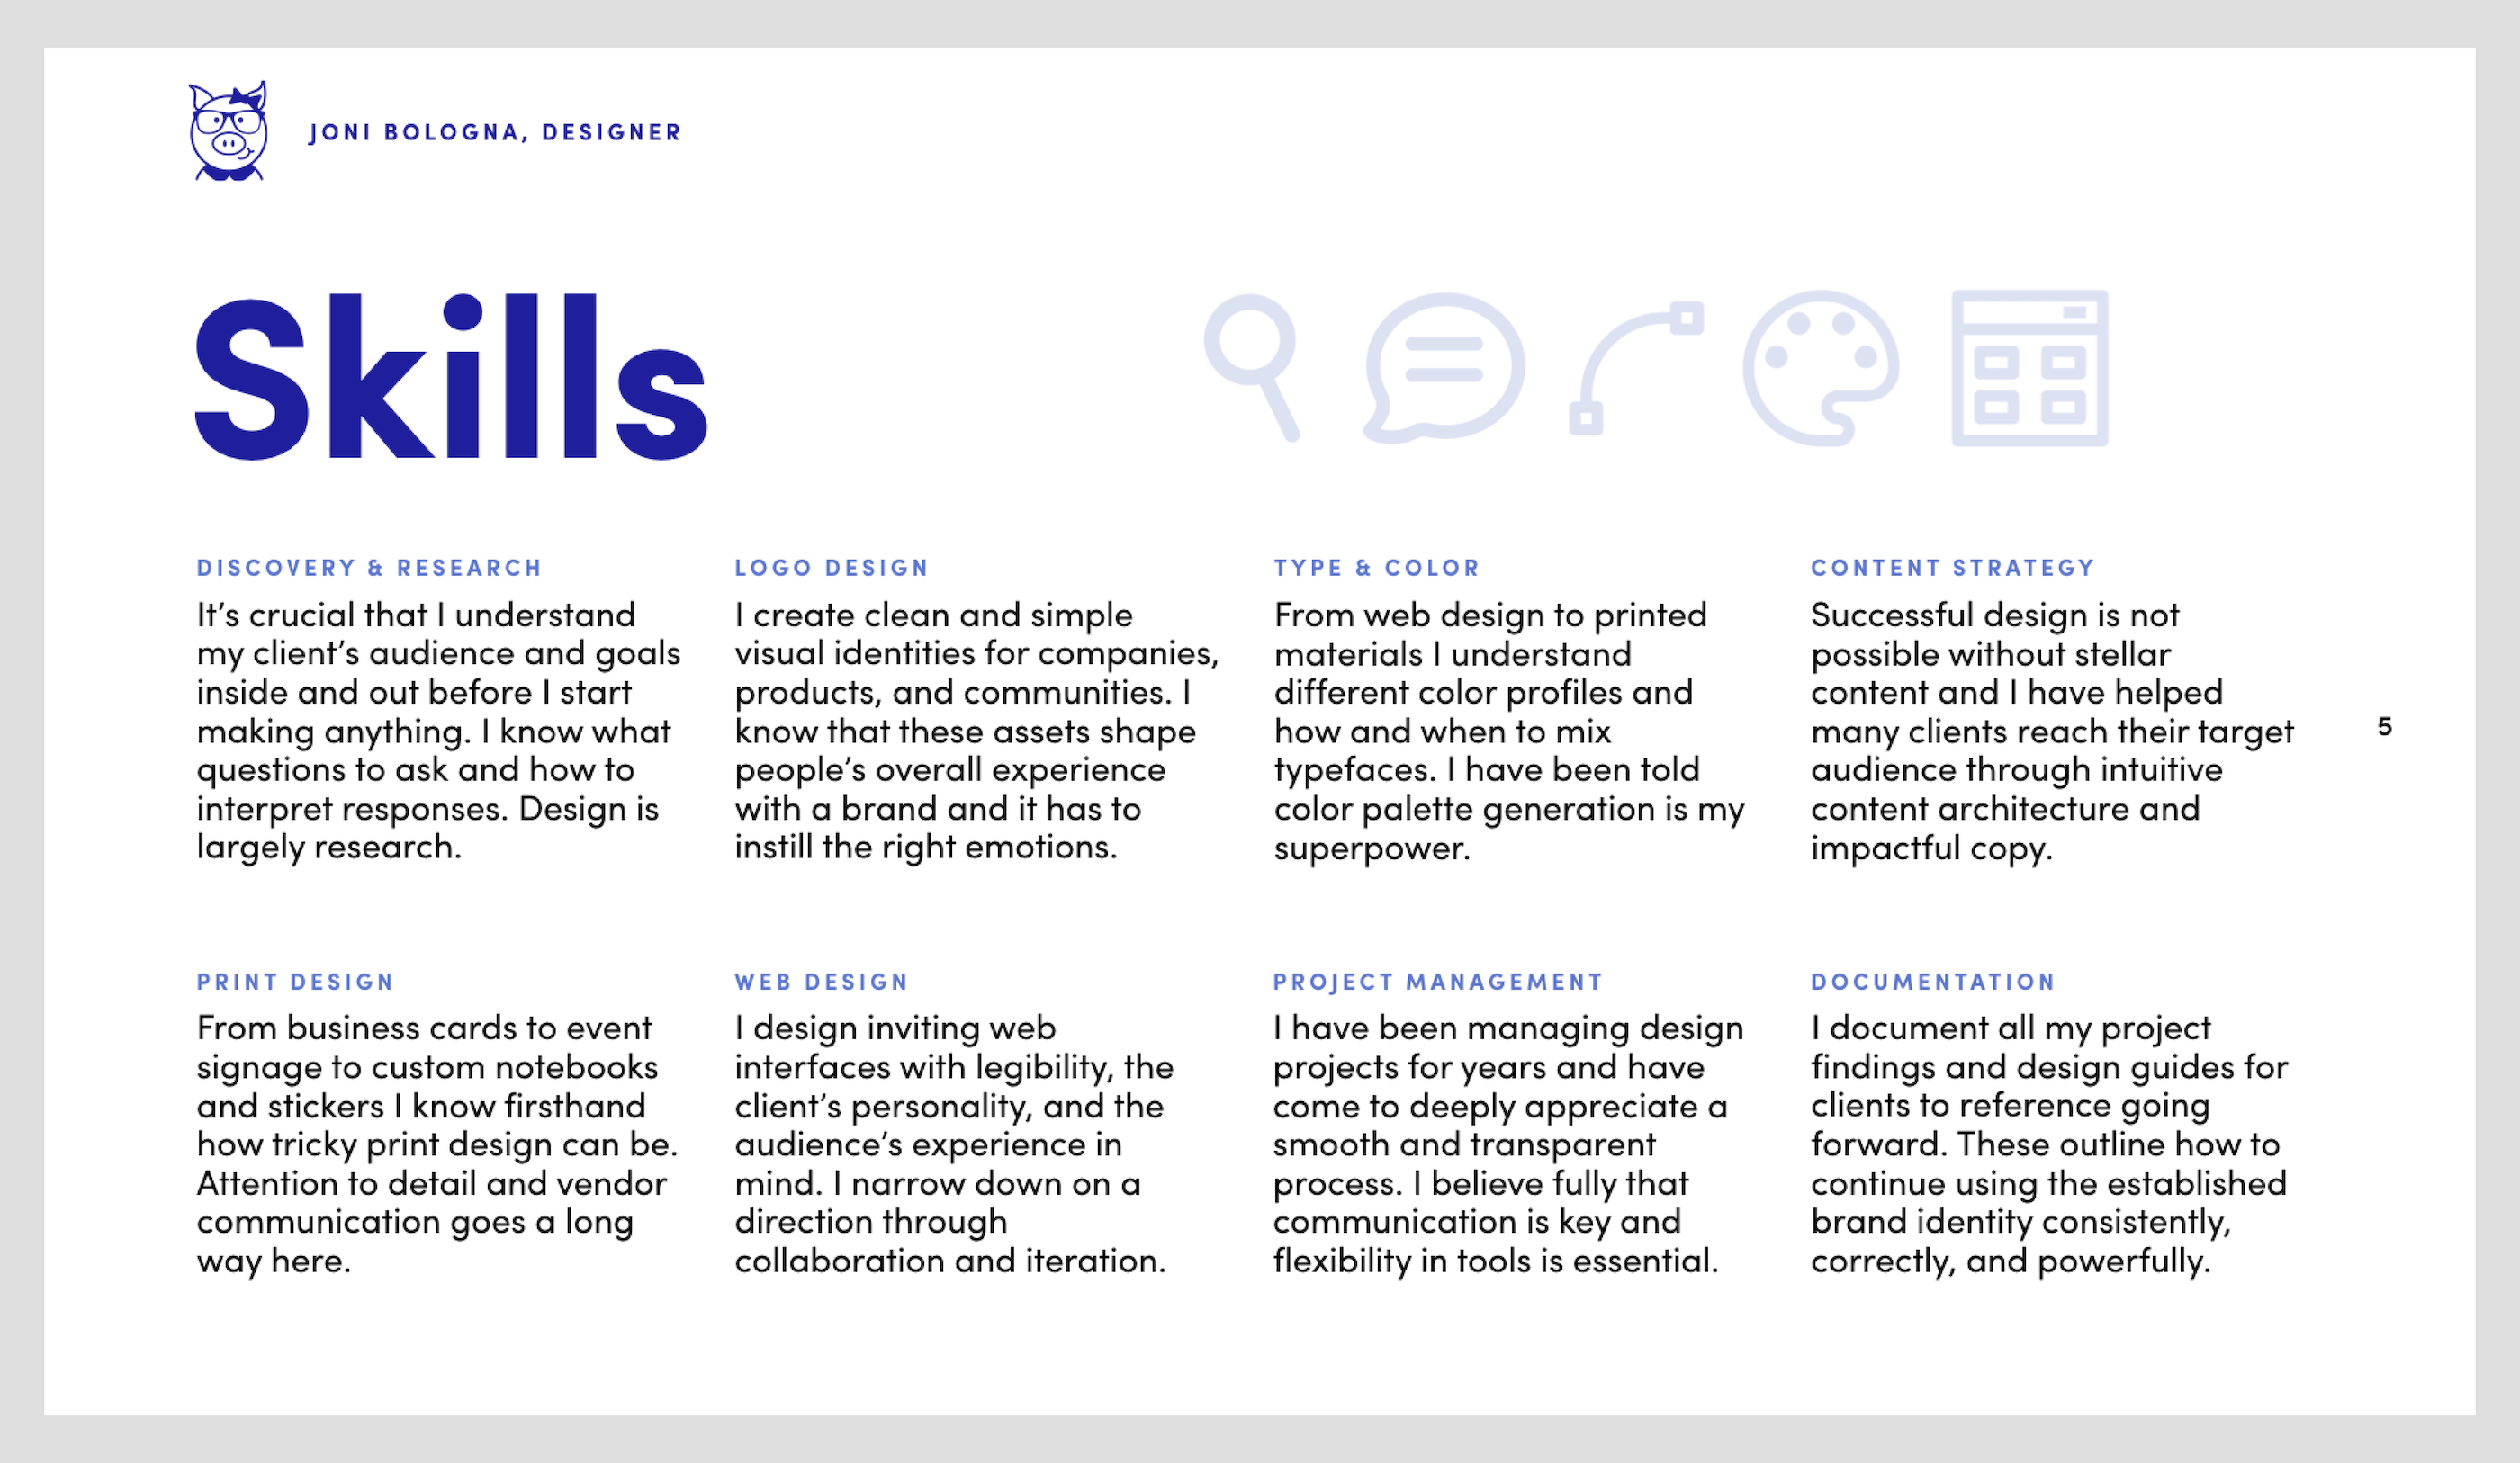 JONI BOLOGNA, DESIGNER
Skills
DISCOVERY & RESEARCH
It’s crucial that I understand
my client’s audience and goals
inside and out before I start
making anything. I know what
questions to ask and how to
interpret responses. Design is
largely research.
LOGO DESIGN
I create clean and simple
visual identities for companies,
products, and communities. I
know that these assets shape
people’s overall experience
with a brand and it has to
instill the right emotions.
TYPE & COLOR
From web design to printed
materials I understand
different color profiles and
how and when to mix
typefaces. I have been told
color palette generation is my
superpower.
CONTENT STRATEGY
Successful design is not
possible without stellar
content and I have helped
many clients reach their target
audience through intuitive
content architecture and
impactful copy.
5
PRINT DESIGN
From business cards to event
signage to custom notebooks
and stickers I know firsthand
how tricky print design can be.
Attention to detail and vendor
communication goes a long
way here.
WEB DESIGN
I design inviting web
interfaces with legibility, the
client’s personality, and the
audience’s experience in
mind. I narrow down on a
direction through
collaboration and iteration.
PROJECT MANAGEMENT
I have been managing design
projects for years and have
come to deeply appreciate a
smooth and transparent
process. I believe fully that
communication is key and
flexibility in tools is essential.
DOCUMENTATION
I document all my project
findings and design guides for
clients to reference going
forward. These outline how to
continue using the established
brand identity consistently,
correctly, and powerfully.